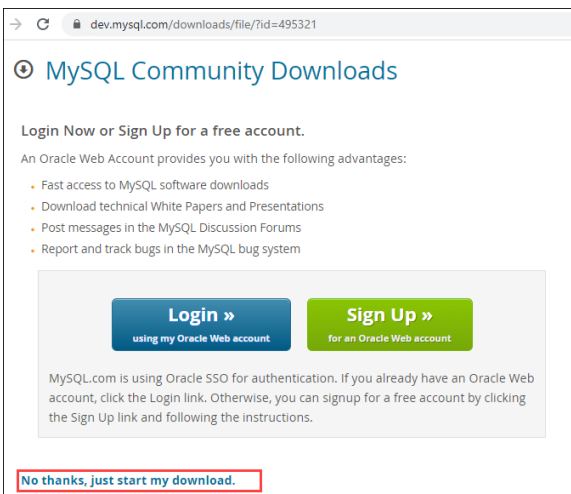 dev.mysql.com/downloads/file/?id=495321
MySQL Community Downloads
Login Now or Sign Up for a free account.
An Oracle Web Account provides you with the following advantages:
Fast access to MySQL software downloads
Download technical White Papers and Presentations
Post messages in the MySQL Discussion Forums
Report and track bugs in the MySQL bug system
Login »
using my Oracle Web account
Sign Up »
for an Oracle Web account
MySQL.com is using Oracle SSO for authentication. If you already have an Oracle Web
account, click the Login link. Otherwise, you can signup for a free account by clicking
the Sign Up link and following the instructions.
No thanks, just start my download.